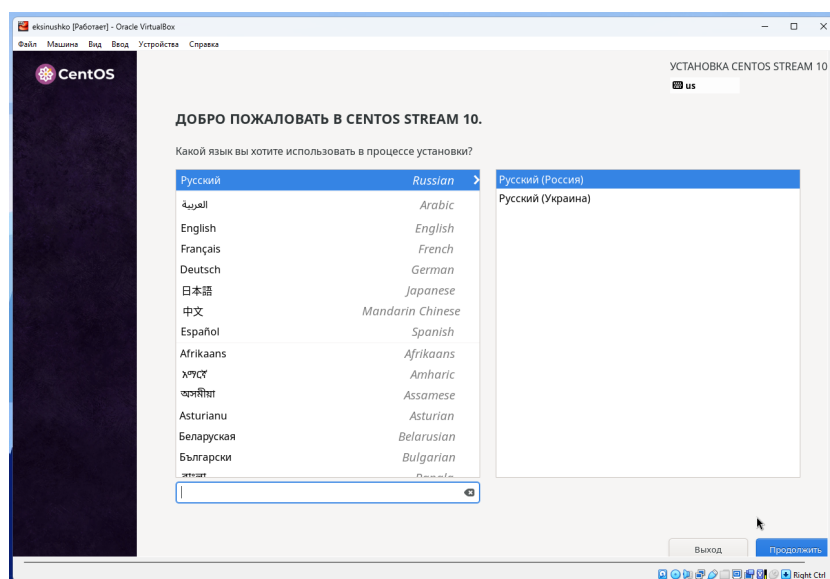 eksinushko [Работает] - Oracle VirtualBox
Файл Машина Вид Ввод Устройства Справка
CentOS
УСТАНОВКА CENTOS STREAM 10
us
ДОБРО ПОЖАЛОВАТЬ В CENTOS STREAM 10.
Какой язык вы хотите использовать в процессе установки?
Русский Russian
Русский (Россия)
Русский (Украина)
العربية Arabic
English English
Français French
Deutsch German
日本語 Japanese
中文 Mandarin Chinese
Español Spanish
Afrikaans Afrikaans
አማርኛ Amharic
অসমীয়া Assamese
Asturianu Asturian
Беларуская Belarusian
Български Bulgarian
বাংলা Bangla
Выход
Продолжить
Right Ctrl